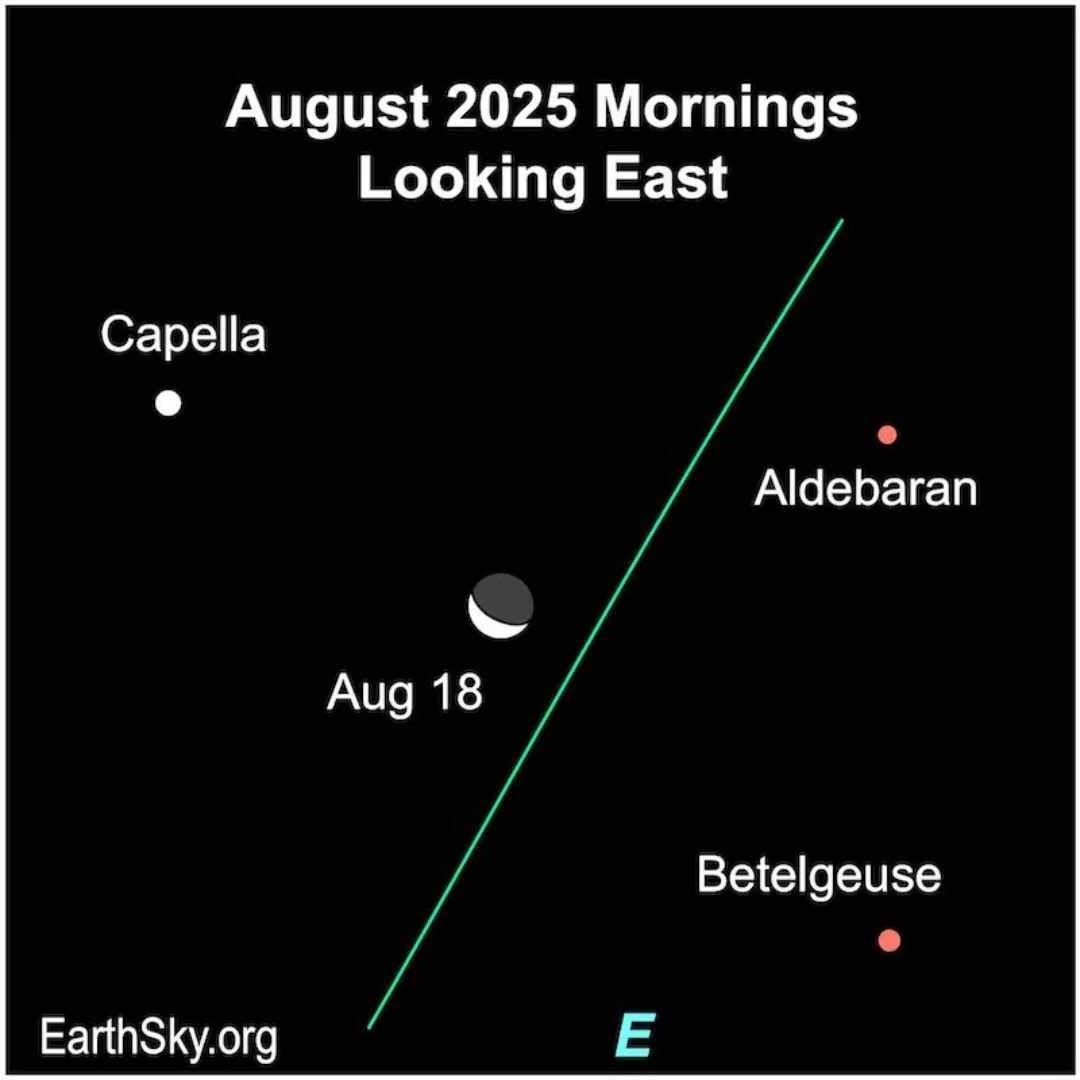 August 2025 Mornings
Looking East
Capella
Aldebaran
Aug 18
Betelgeuse
EarthSky.org
E